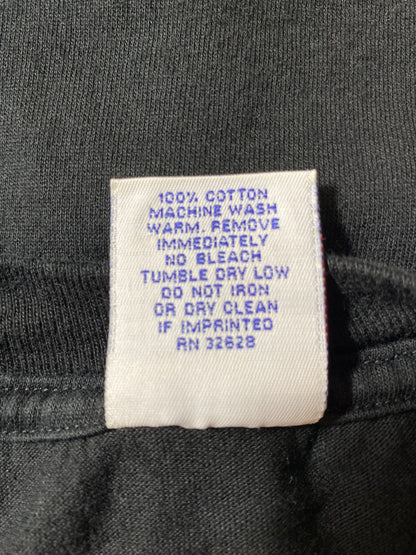 100% COTTON
MACHINE WASH
WARM, REMOVE
IMMEDIATELY
NO BLEACH
TUMBLE DRY LOW
DO NOT IRON
OR DRY CLEAN
IF IMPRINTED
RN 32628